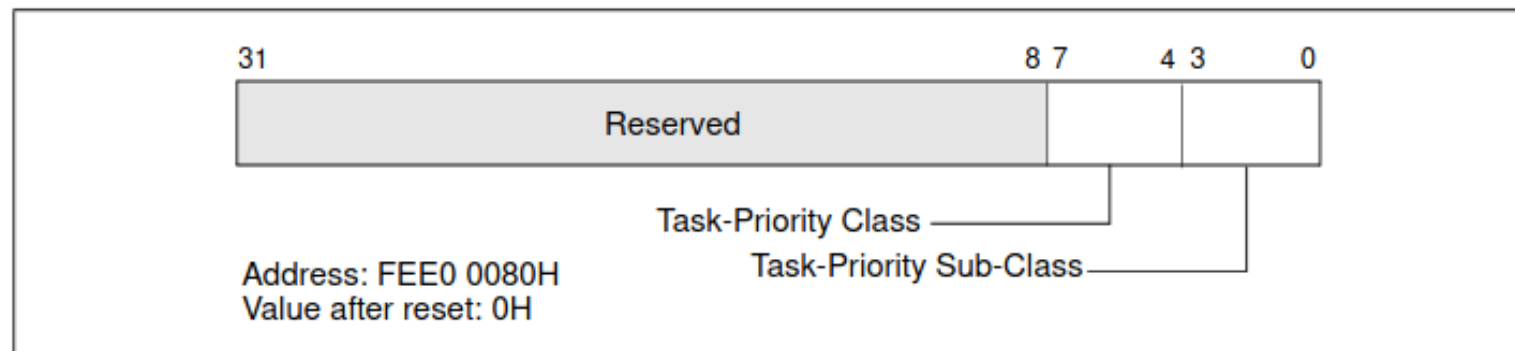 31 8 7 4 3 0
Reserved
Task-Priority Class
Task-Priority Sub-Class
Address: FEE0 0080H
Value after reset: 0H